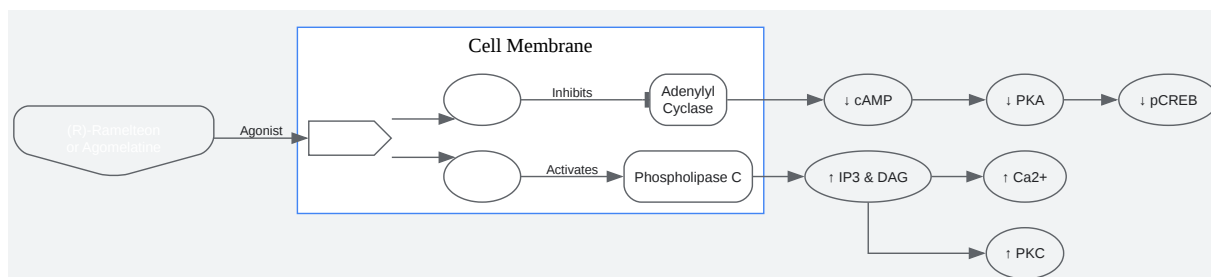 Cell Membrane
(R)-Ramelteon
or Agomelatine
Agonist
Inhibits
Adenylyl
Cyclase
↓ cAMP
↓ PKA
↓ pCREB
Activates
Phospholipase C
↑ IP3 & DAG
↑ Ca2+
↑ PKC